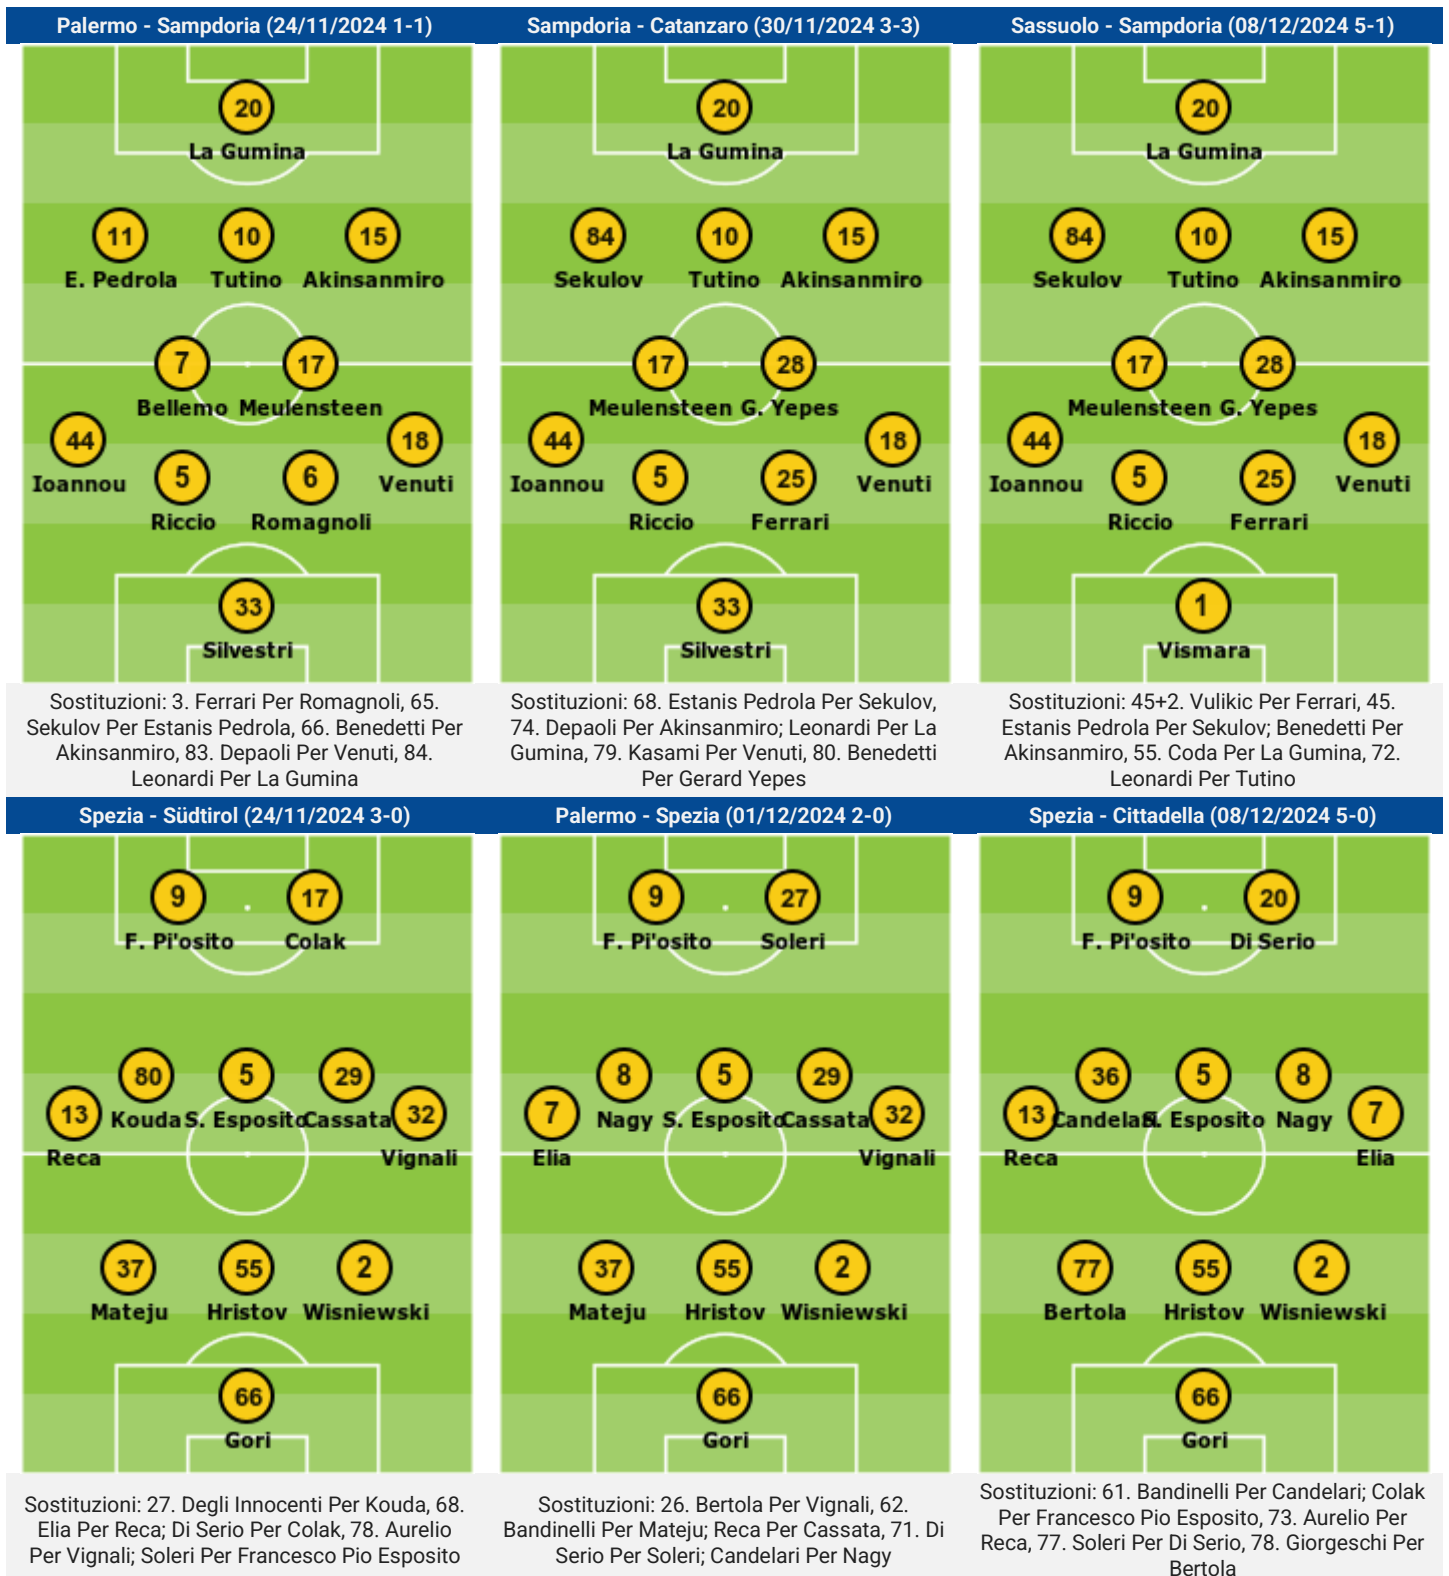 Palermo - Sampdoria (24/11/2024 1-1)
20
La Gumina
11 10 15
E. Pedrola Tutino Akinsanmiro
7 17
Bellemo Meulensteen
44 18
Ioannou Venuti
5 6
Riccio Romagnoli
33
Silvestri
Sostituzioni: 3. Ferrari Per Romagnoli, 65.
Sekulov Per Estanis Pedrola, 66. Benedetti Per
Akinsanmiro, 83. Depaoli Per Venuti, 84.
Leonardi Per La Gumina
Sampdoria - Catanzaro (30/11/2024 3-3)
20
La Gumina
84 10 15
Sekulov Tutino Akinsanmiro
17 28
Meulensteen G. Yepes
44 18
Ioannou Venuti
5 25
Riccio Ferrari
33
Silvestri
Sostituzioni: 68. Estanis Pedrola Per Sekulov,
74. Depaoli Per Akinsanmiro; Leonardi Per La
Gumina, 79. Kasami Per Venuti, 80. Benedetti
Per Gerard Yepes
Sassuolo - Sampdoria (08/12/2024 5-1)
20
La Gumina
84 10 15
Sekulov Tutino Akinsanmiro
17 28
Meulensteen G. Yepes
44 18
Ioannou Venuti
5 25
Riccio Ferrari
1
Vismara
Sostituzioni: 45+2. Vulikic Per Ferrari, 45.
Estanis Pedrola Per Sekulov; Benedetti Per
Akinsanmiro, 55. Coda Per La Gumina, 72.
Leonardi Per Tutino
Spezia - Südtirol (24/11/2024 3-0)
9 17
F. Pi'osito Colak
80 5 29
Kouda S. Esposito Cassata
13 32
Reca Vignali
37 55 2
Mateju Hristov Wisniewski
66
Gori
Sostituzioni: 27. Degli Innocenti Per Kouda, 68.
Elia Per Reca; Di Serio Per Colak, 78. Aurelio
Per Vignali; Soleri Per Francesco Pio Esposito
Palermo - Spezia (01/12/2024 2-0)
9 27
F. Pi'osito Soleri
8 5 29
Nagy S. Esposito Cassata
7 32
Elia Vignali
37 55 2
Mateju Hristov Wisniewski
66
Gori
Sostituzioni: 26. Bertola Per Vignali, 62.
Bandinelli Per Mateju; Reca Per Cassata, 71. Di
Serio Per Soleri; Candelari Per Nagy
Spezia - Cittadella (08/12/2024 5-0)
9 20
F. Pi'osito Di Serio
36 5 8
Candelari S. Esposito Nagy
13 7
Reca Elia
77 55 2
Bertola Hristov Wisniewski
66
Gori
Sostituzioni: 61. Bandinelli Per Candelari; Colak
Per Francesco Pio Esposito, 73. Aurelio Per
Reca, 77. Soleri Per Di Serio, 78. Giorgeschi Per
Bertola